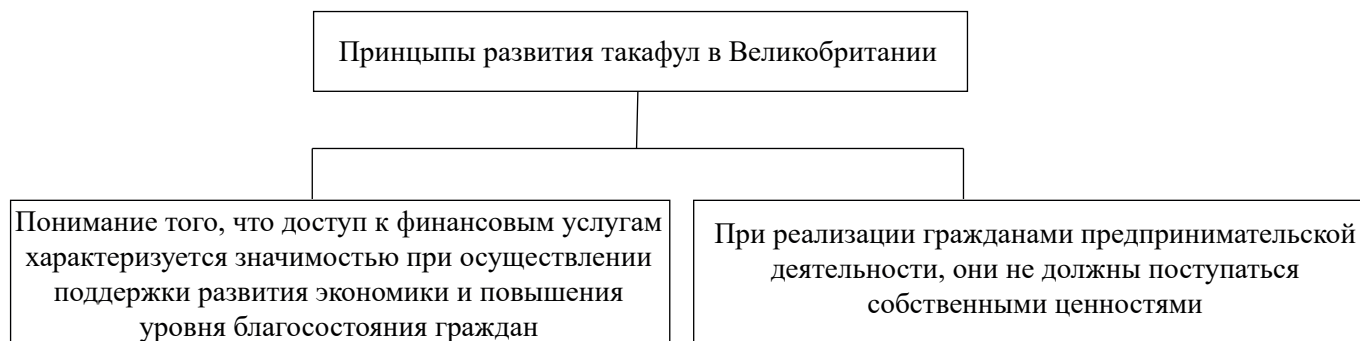 Принцыпы развития такафул в Великобритании
Понимание того, что доступ к финансовым услугам
характеризуется значимостью при осуществлении
поддержки развития экономики и повышения
уровня благосостояния граждан
При реализации гражданами предпринимательской
деятельности, они не должны поступаться
собственными ценностями